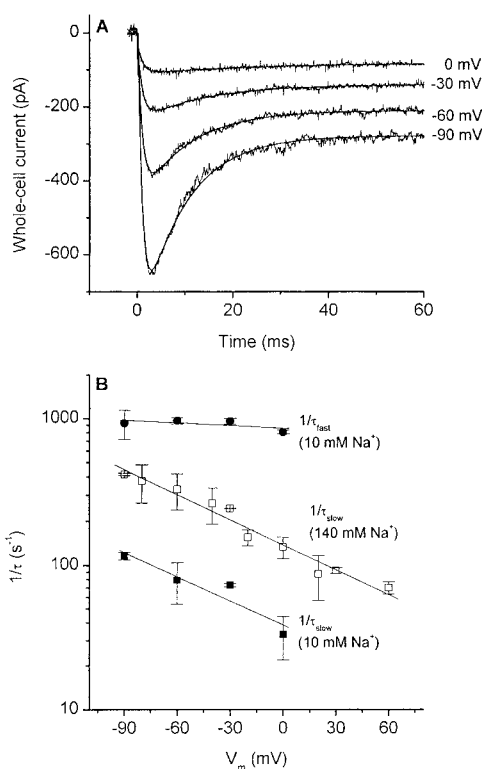 A
Whole-cell current (pA)
0
-200
-400
-600
0 mV
-30 mV
-60 mV
-90 mV
0 20 40 60
Time (ms)
B
1/τ (s⁻¹)
1000
100
10
1/τfast
(10 mM Na⁺)
1/τslow
(140 mM Na⁺)
1/τslow
(10 mM Na⁺)
-90 -60 -30 0 30 60
Vm (mV)